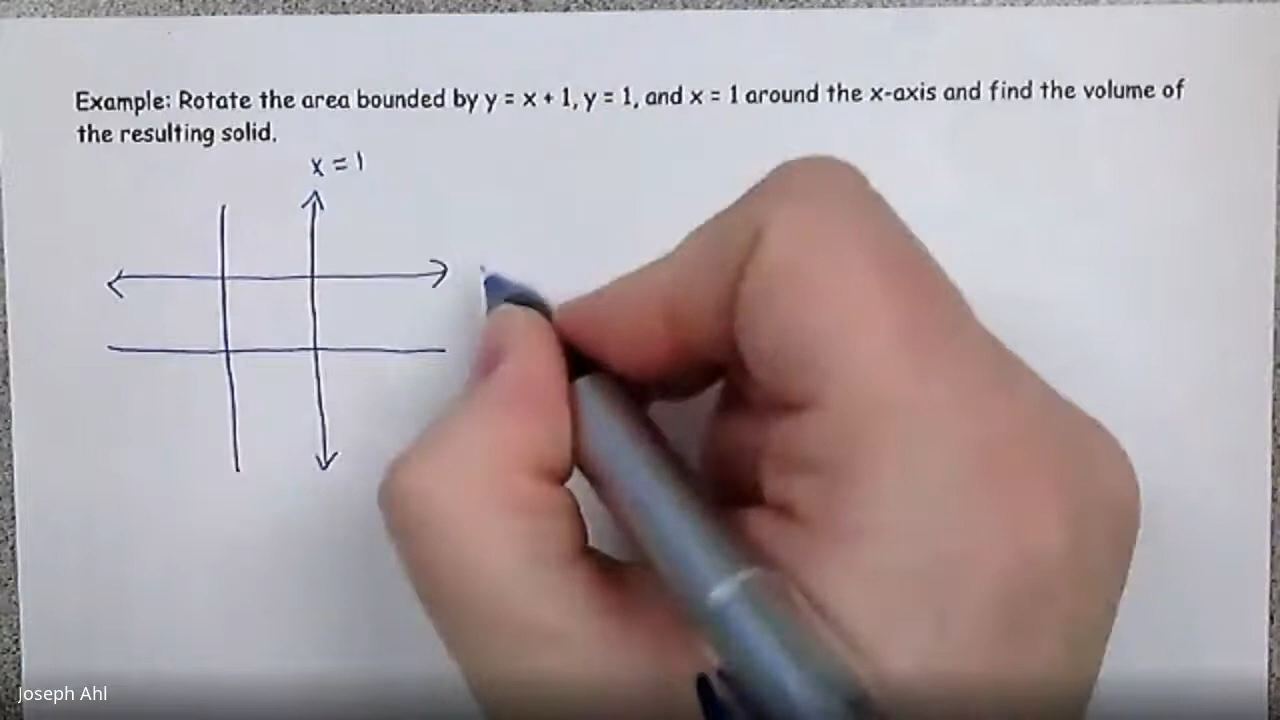 Example: Rotate the area bounded by y = x + 1, y = 1, and x = 1 around the x-axis and find the volume of
the resulting solid.
x = 1
Joseph Ahl